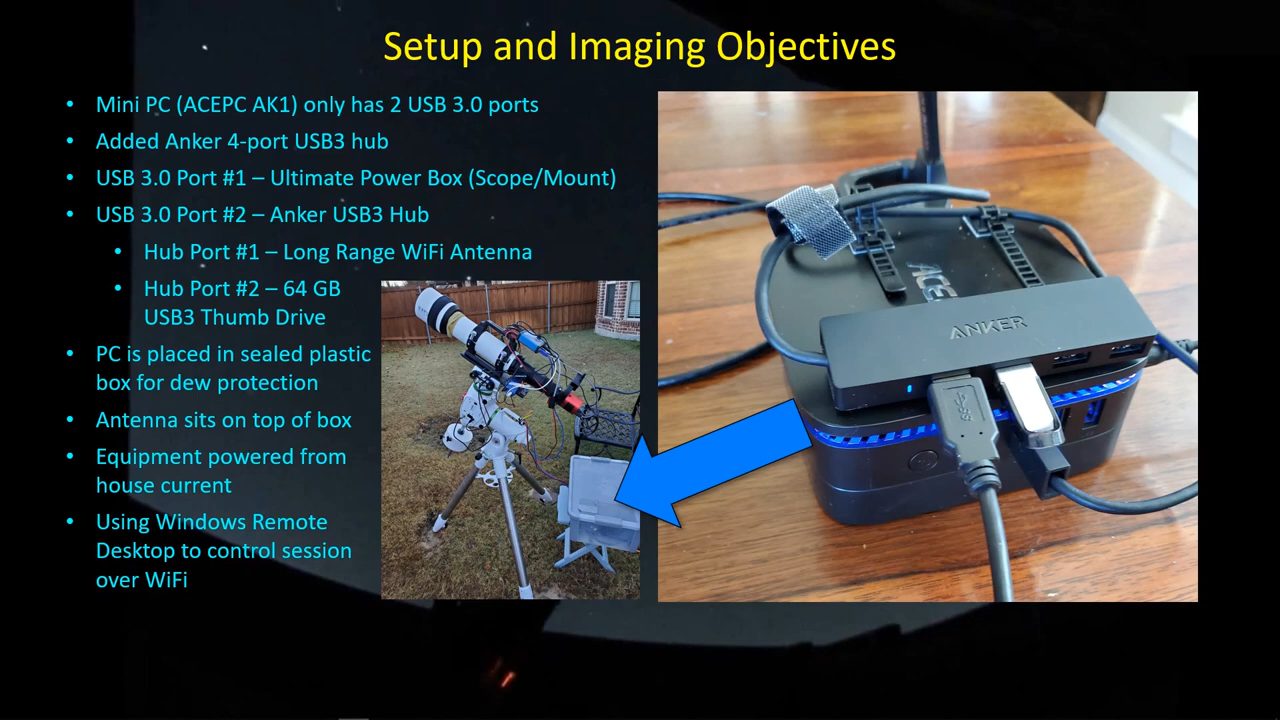 Setup and Imaging Objectives
• Mini PC (ACEPC AK1) only has 2 USB 3.0 ports
• Added Anker 4-port USB3 hub
• USB 3.0 Port #1 – Ultimate Power Box (Scope/Mount)
• USB 3.0 Port #2 – Anker USB3 Hub
• Hub Port #1 – Long Range WiFi Antenna
• Hub Port #2 – 64 GB
USB3 Thumb Drive
• PC is placed in sealed plastic
box for dew protection
• Antenna sits on top of box
• Equipment powered from
house current
• Using Windows Remote
Desktop to control session
over WiFi
ACE
ANKER